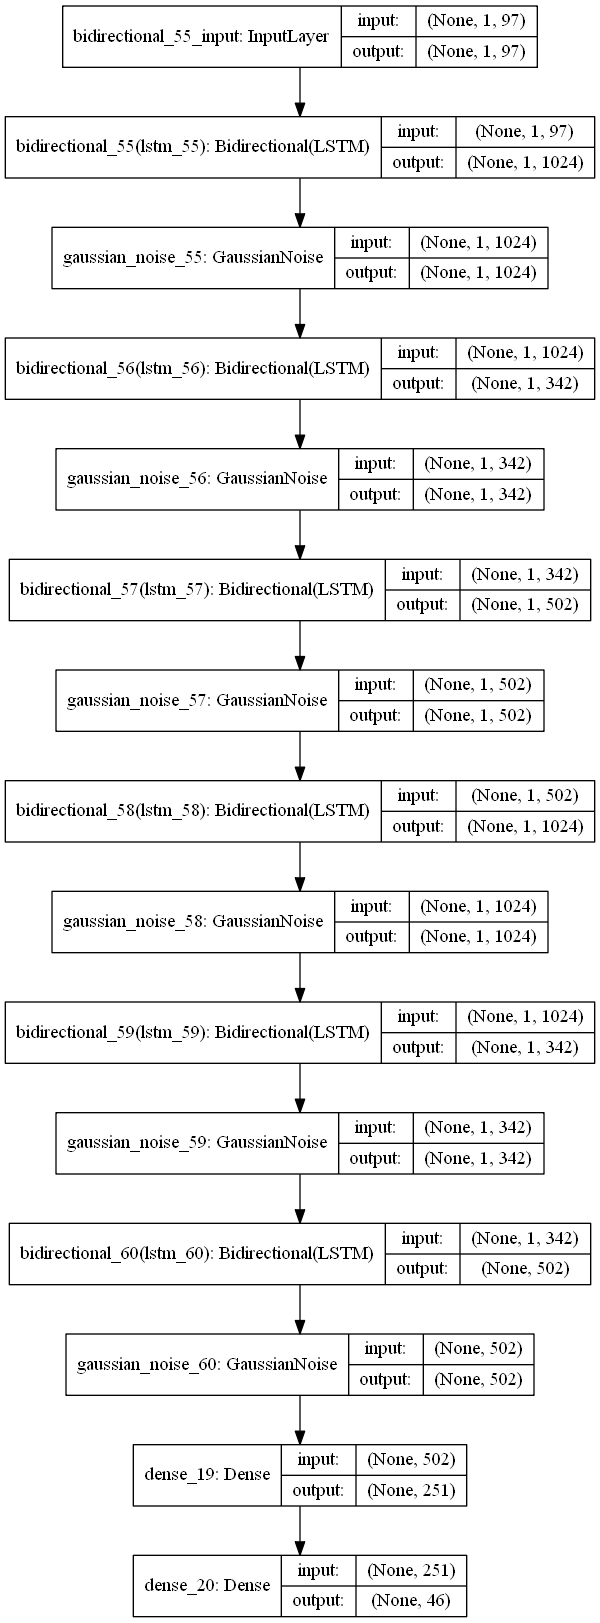 bidirectional_55_input: InputLayer
input: (None, 1, 97)
output: (None, 1, 97)
bidirectional_55(lstm_55): Bidirectional(LSTM)
input: (None, 1, 97)
output: (None, 1, 1024)
gaussian_noise_55: GaussianNoise
input: (None, 1, 1024)
output: (None, 1, 1024)
bidirectional_56(lstm_56): Bidirectional(LSTM)
input: (None, 1, 1024)
output: (None, 1, 342)
gaussian_noise_56: GaussianNoise
input: (None, 1, 342)
output: (None, 1, 342)
bidirectional_57(lstm_57): Bidirectional(LSTM)
input: (None, 1, 342)
output: (None, 1, 502)
gaussian_noise_57: GaussianNoise
input: (None, 1, 502)
output: (None, 1, 502)
bidirectional_58(lstm_58): Bidirectional(LSTM)
input: (None, 1, 502)
output: (None, 1, 1024)
gaussian_noise_58: GaussianNoise
input: (None, 1, 1024)
output: (None, 1, 1024)
bidirectional_59(lstm_59): Bidirectional(LSTM)
input: (None, 1, 1024)
output: (None, 1, 342)
gaussian_noise_59: GaussianNoise
input: (None, 1, 342)
output: (None, 1, 342)
bidirectional_60(lstm_60): Bidirectional(LSTM)
input: (None, 1, 342)
output: (None, 502)
gaussian_noise_60: GaussianNoise
input: (None, 502)
output: (None, 502)
dense_19: Dense
input: (None, 502)
output: (None, 251)
dense_20: Dense
input: (None, 251)
output: (None, 46)